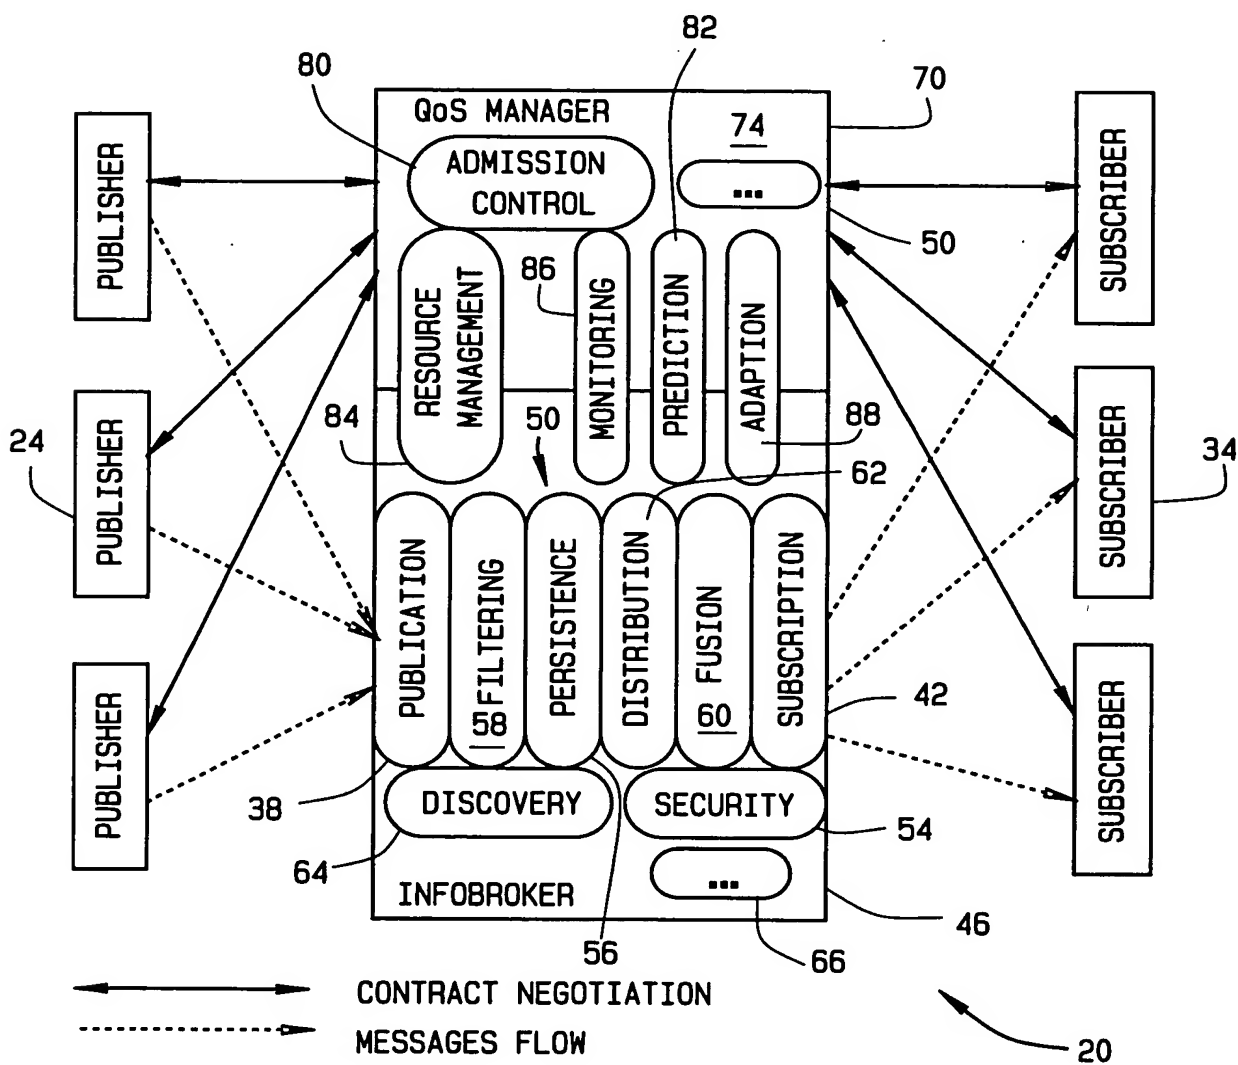 82
80
70
QoS MANAGER
74
ADMISSION
CONTROL
...
50
PUBLISHER
SUBSCRIBER
86
RESOURCE
MANAGEMENT
MONITORING
PREDICTION
ADAPTION
84
50
88
62
24
PUBLISHER
SUBSCRIBER
34
PUBLICATION
FILTERING
58
PERSISTENCE
DISTRIBUTION
FUSION
60
SUBSCRIPTION
42
PUBLISHER
SUBSCRIBER
38
DISCOVERY
SECURITY
54
64
INFOBROKER
...
46
56
66
CONTRACT NEGOTIATION
MESSAGES FLOW
20